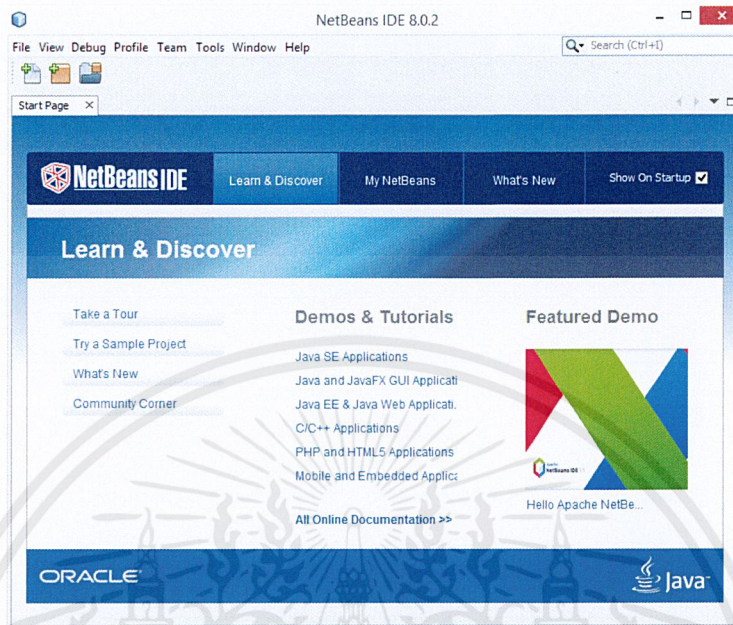 NetBeans IDE 8.0.2
File View Debug Profile Team Tools Window Help
Search (Ctrl+I)
Start Page
NetBeans IDE
Learn & Discover
My NetBeans
What's New
Show On Startup
Learn & Discover
Take a Tour
Try a Sample Project
What's New
Community Corner
Demos & Tutorials
Java SE Applications
Java and JavaFX GUI Applicati
Java EE & Java Web Applicati.
C/C++ Applications
PHP and HTML5 Applications
Mobile and Embedded Applica
All Online Documentation >>
Featured Demo
Apache
NetBeans IDE
Hello Apache NetBe...
ORACLE
Java